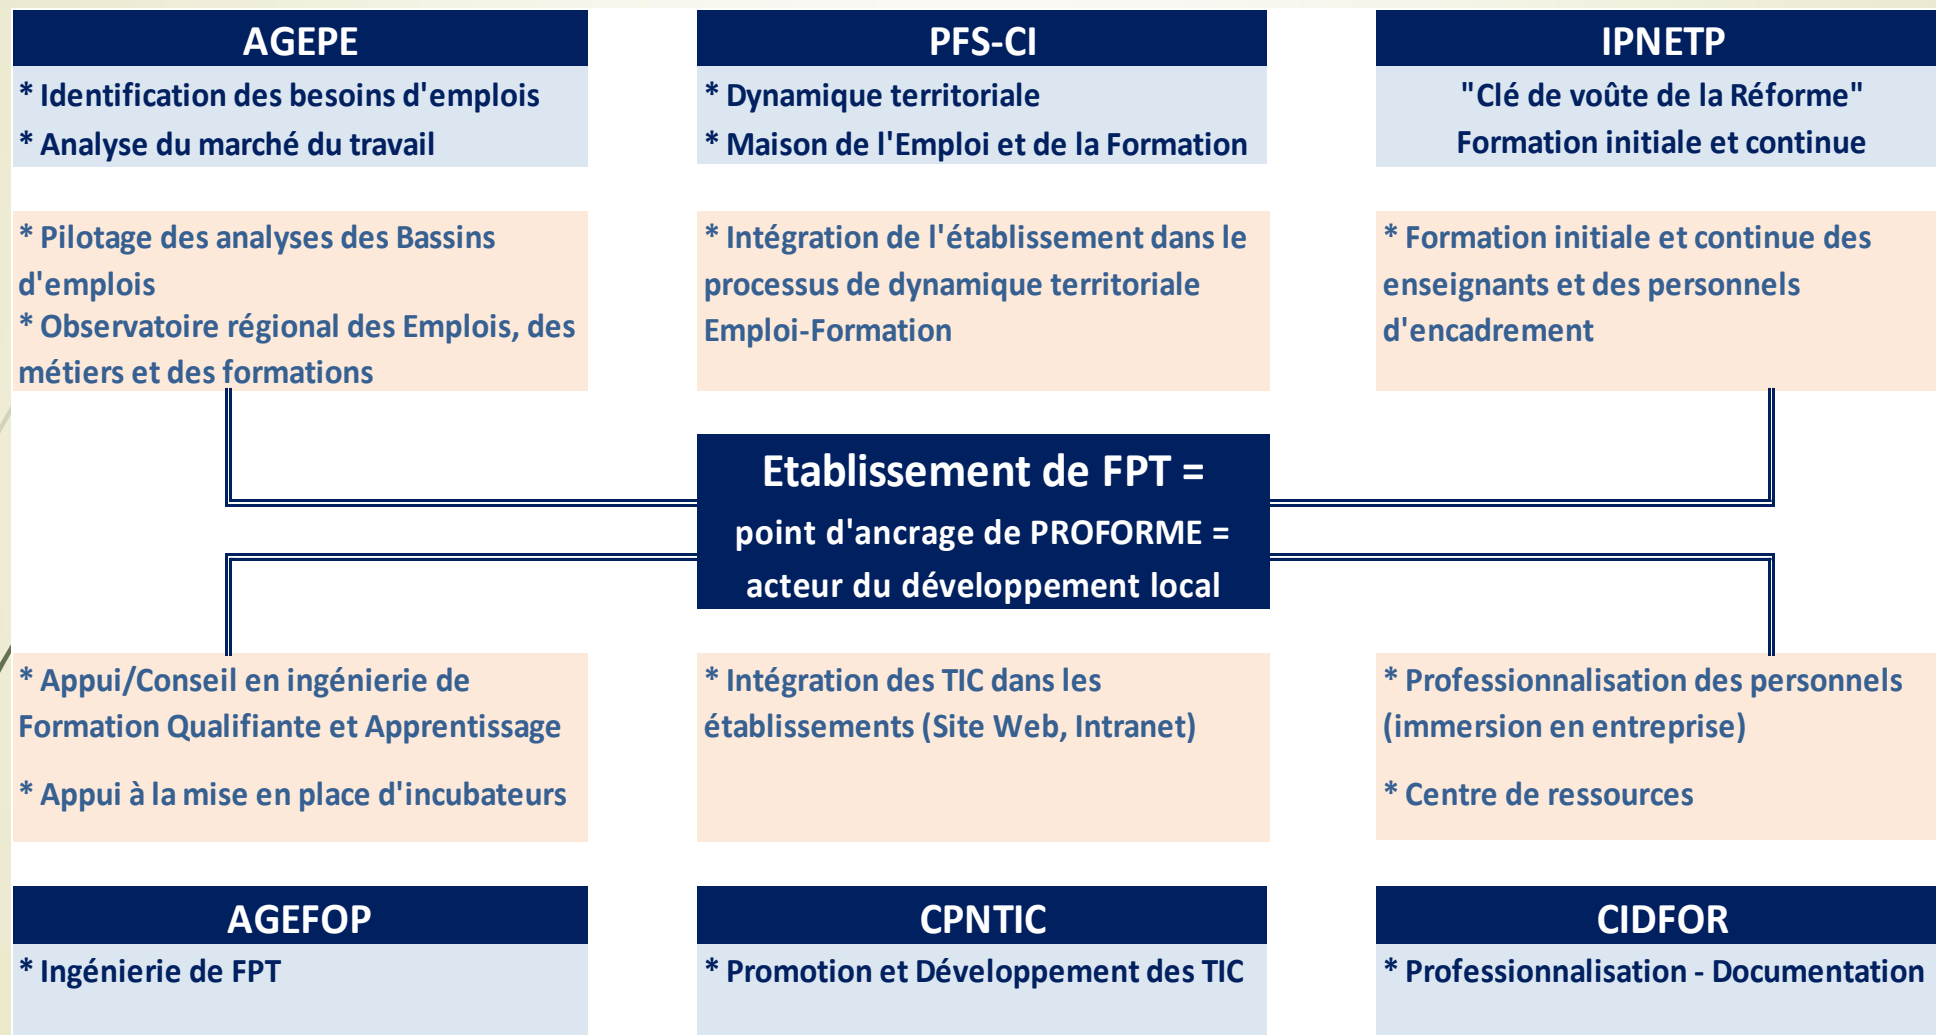 AGEPE
* Identification des besoins d'emplois
* Analyse du marché du travail
* Pilotage des analyses des Bassins
d'emplois
* Observatoire régional des Emplois, des
métiers et des formations
PFS-CI
* Dynamique territoriale
* Maison de l'Emploi et de la Formation
* Intégration de l'établissement dans le
processus de dynamique territoriale
Emploi-Formation
IPNETP
"Clé de voûte de la Réforme"
Formation initiale et continue
* Formation initiale et continue des
enseignants et des personnels
d'encadrement
Etablissement de FPT =
point d'ancrage de PROFORME =
acteur du développement local
* Appui/Conseil en ingénierie de
Formation Qualifiante et Apprentissage
* Appui à la mise en place d'incubateurs
AGEFOP
* Ingénierie de FPT
* Intégration des TIC dans les
établissements (Site Web, Intranet)
CPNTIC
* Promotion et Développement des TIC
* Professionnalisation des personnels
(immersion en entreprise)
* Centre de ressources
CIDFOR
* Professionnalisation - Documentation